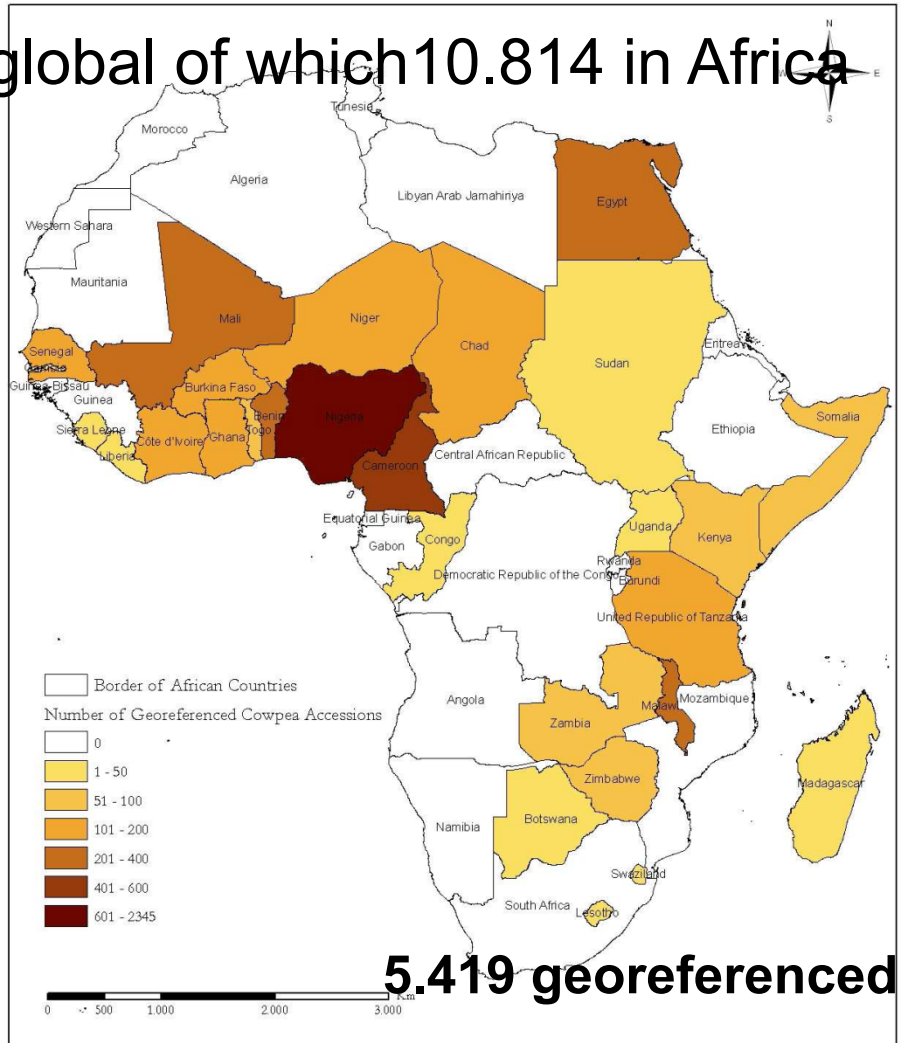 global of which10.814 in Africa
N
W E
S
Tunesia
Morocco
Algeria
Libyan Arab Jamahiriya
Egypt
Western Sahara
Mauritania
Mali
Niger
Chad
Sudan
Eritrea
Senegal
Gambia
Guinea-Bissau
Guinea
Burkina Faso
Sierra Leone
Liberia
Côte d'Ivoire
Ghana
Togo
Benin
Nigeria
Cameroon
Central African Republic
Ethiopia
Somalia
Equatorial Guinea
Gabon
Congo
Democratic Republic of the Congo
Uganda
Kenya
Rwanda
Burundi
United Republic of Tanzania
Angola
Zambia
Malawi
Mozambique
Zimbabwe
Madagascar
Namibia
Botswana
Swaziland
South Africa
Lesotho
Border of African Countries
Number of Georeferenced Cowpea Accessions
0
1 - 50
51 - 100
101 - 200
201 - 400
401 - 600
601 - 2345
5.419 georeferenced
Km
0 500 1.000 2.000 3.000